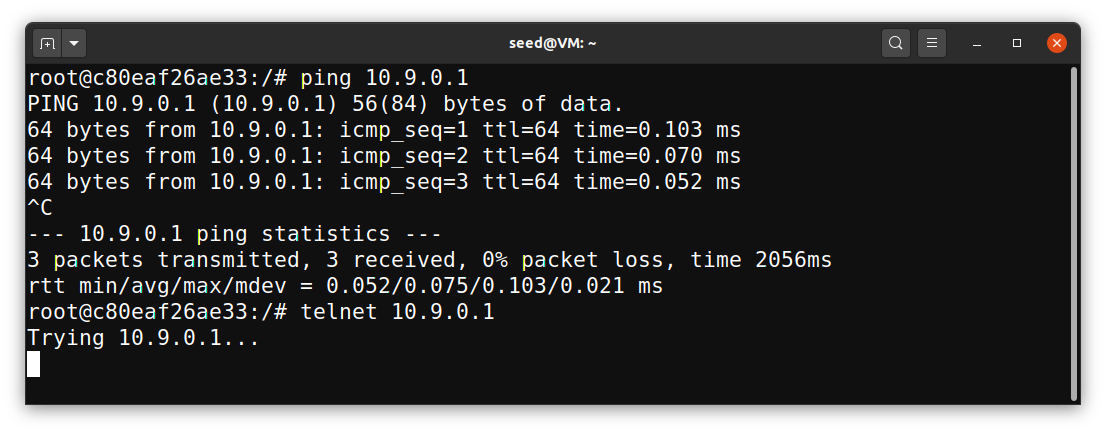 seed@VM: ~
root@c80eaf26ae33:/# ping 10.9.0.1
PING 10.9.0.1 (10.9.0.1) 56(84) bytes of data.
64 bytes from 10.9.0.1: icmp_seq=1 ttl=64 time=0.103 ms
64 bytes from 10.9.0.1: icmp_seq=2 ttl=64 time=0.070 ms
64 bytes from 10.9.0.1: icmp_seq=3 ttl=64 time=0.052 ms
^C
--- 10.9.0.1 ping statistics ---
3 packets transmitted, 3 received, 0% packet loss, time 2056ms
rtt min/avg/max/mdev = 0.052/0.075/0.103/0.021 ms
root@c80eaf26ae33:/# telnet 10.9.0.1
Trying 10.9.0.1...